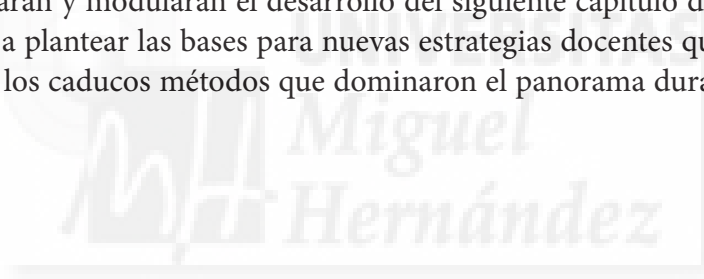 arán y modularán el desarrollo del siguiente capítulo d
a plantear las bases para nuevas estrategias docentes qu
los caducos métodos que dominaron el panorama dura
UNIVERSITAS
Miguel
Hernández